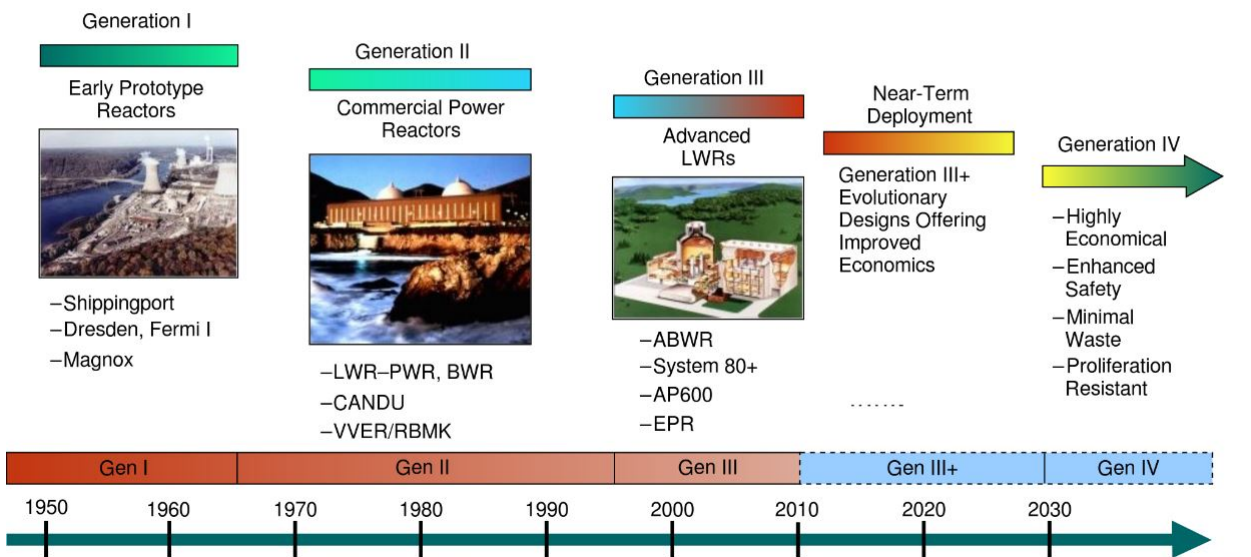 Generation I
Early Prototype
Reactors
–Shippingport
–Dresden, Fermi I
–Magnox
Generation II
Commercial Power
Reactors
–LWR–PWR, BWR
–CANDU
–VVER/RBMK
Generation III
Advanced
LWRs
–ABWR
–System 80+
–AP600
–EPR
Near-Term
Deployment
Generation III+
Evolutionary
Designs Offering
Improved
Economics
Generation IV
–Highly
Economical
–Enhanced
Safety
–Minimal
Waste
–Proliferation
Resistant
Gen I
Gen II
Gen III
Gen III+
Gen IV
1950
1960
1970
1980
1990
2000
2010
2020
2030